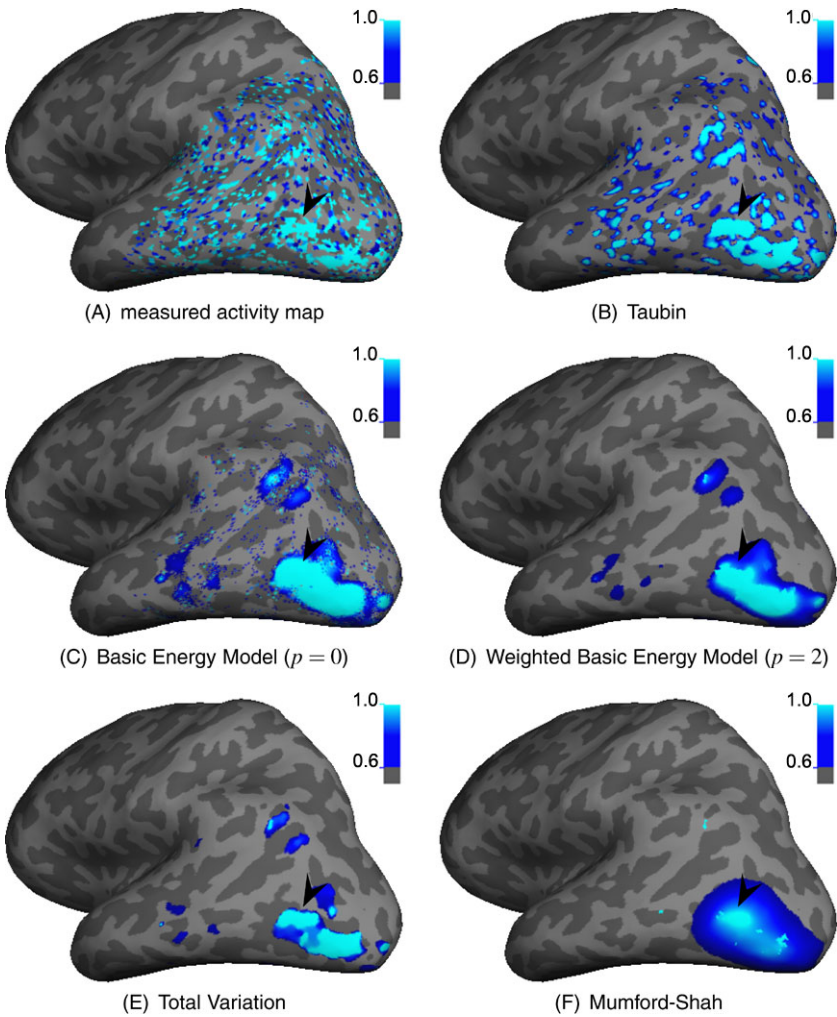 1.0
0.6
1.0
0.6
(A) measured activity map
(B) Taubin
1.0
0.6
1.0
0.6
(C) Basic Energy Model (p = 0)
(D) Weighted Basic Energy Model (p = 2)
1.0
0.6
1.0
0.6
(E) Total Variation
(F) Mumford-Shah